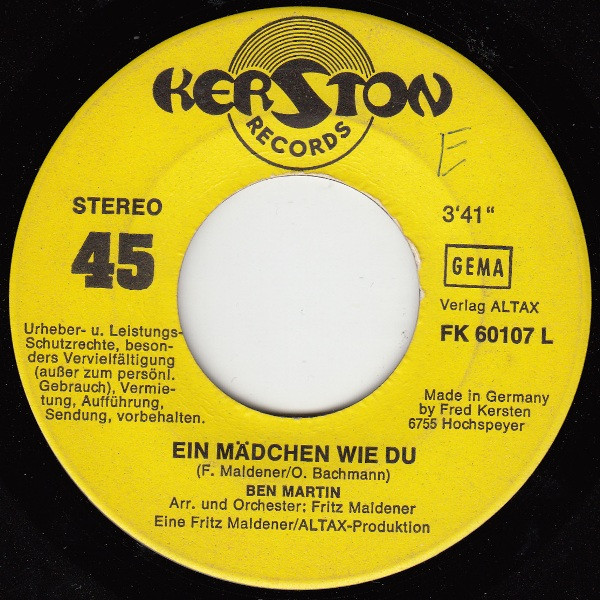 KERSTON
RECORDS
E
STEREO
45
3'41"
GEMA
Verlag ALTAX
FK 60107 L
Urheber- u. Leistungs-
Schutzrechte, beson-
ders Vervielfältigung
(außer zum persönl.
Gebrauch), Vermie-
tung, Aufführung,
Sendung, vorbehalten.
Made in Germany
by Fred Kersten
6755 Hochspeyer
EIN MÄDCHEN WIE DU
(F. Maldener/O. Bachmann)
BEN MARTIN
Arr. und Orchester: Fritz Maldener
Eine Fritz Maldener/ALTAX-Produktion